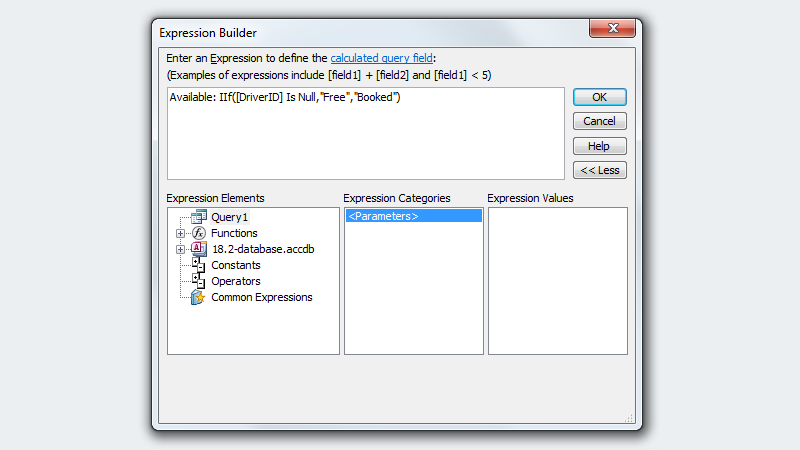 Expression Builder
Enter an Expression to define the calculated query field:
(Examples of expressions include [field1] + [field2] and [field1] < 5)
Available: IIf([DriverID] Is Null,"Free","Booked")
OK
Cancel
Help
<< Less
Expression Elements
Expression Categories
Expression Values
Query1
Functions
18.2-database.accdb
Constants
Operators
Common Expressions
<Parameters>